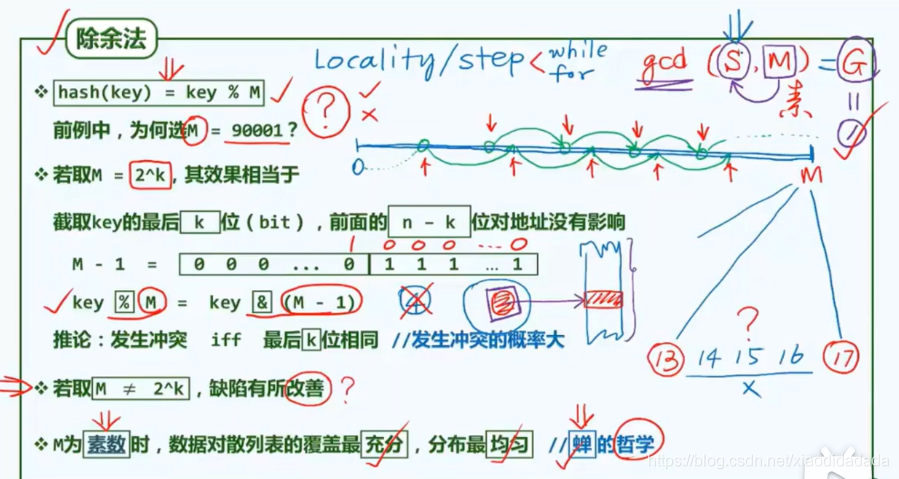 除余法
Locality/step < while for
gcd (S, M) = G
素
hash(key) = key % M
?
前例中，为何选M = 90001？
0
M
若取M = 2^k，其效果相当于
截取key的最后 k 位（bit），前面的 n - k 位对地址没有影响
1 0 0 0 ... 0
M - 1 = 0 0 0 ... 0 1 1 1 … 1
key % M = key & (M - 1)
推论：发生冲突 iff 最后k位相同 //发生冲突的概率大
?
13 14 15 16 17
若取M ≠ 2^k，缺陷有所改善 ?
M为素数时，数据对散列表的覆盖最充分，分布最均匀 //蝉的哲学
https://blog.csdn.net/xiaodidadada